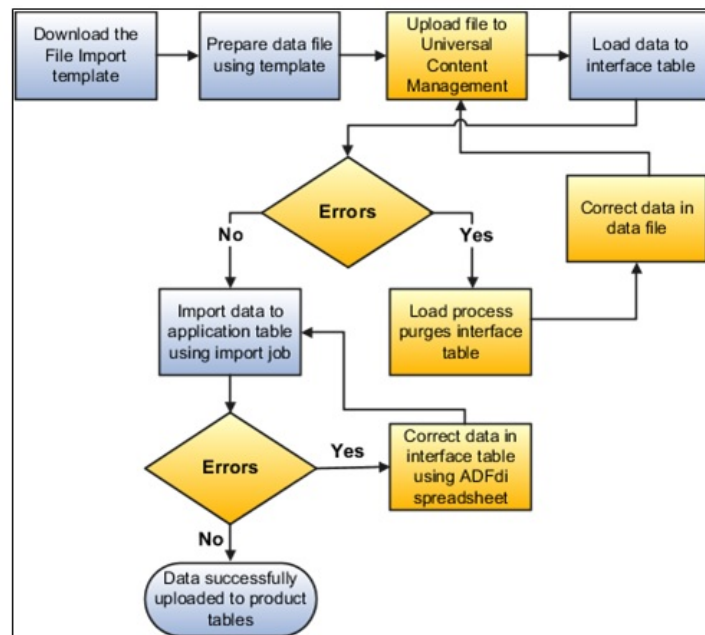 Download the
File Import
template
Prepare data file
using template
Upload file to
Universal
Content
Management
Load data to
interface table
Errors
No
Yes
Correct data in
data file
Import data to
application table
using import job
Load process
purges interface
table
Errors
Yes
Correct data in
interface table
using ADFdi
spreadsheet
No
Data successfully
uploaded to product
tables